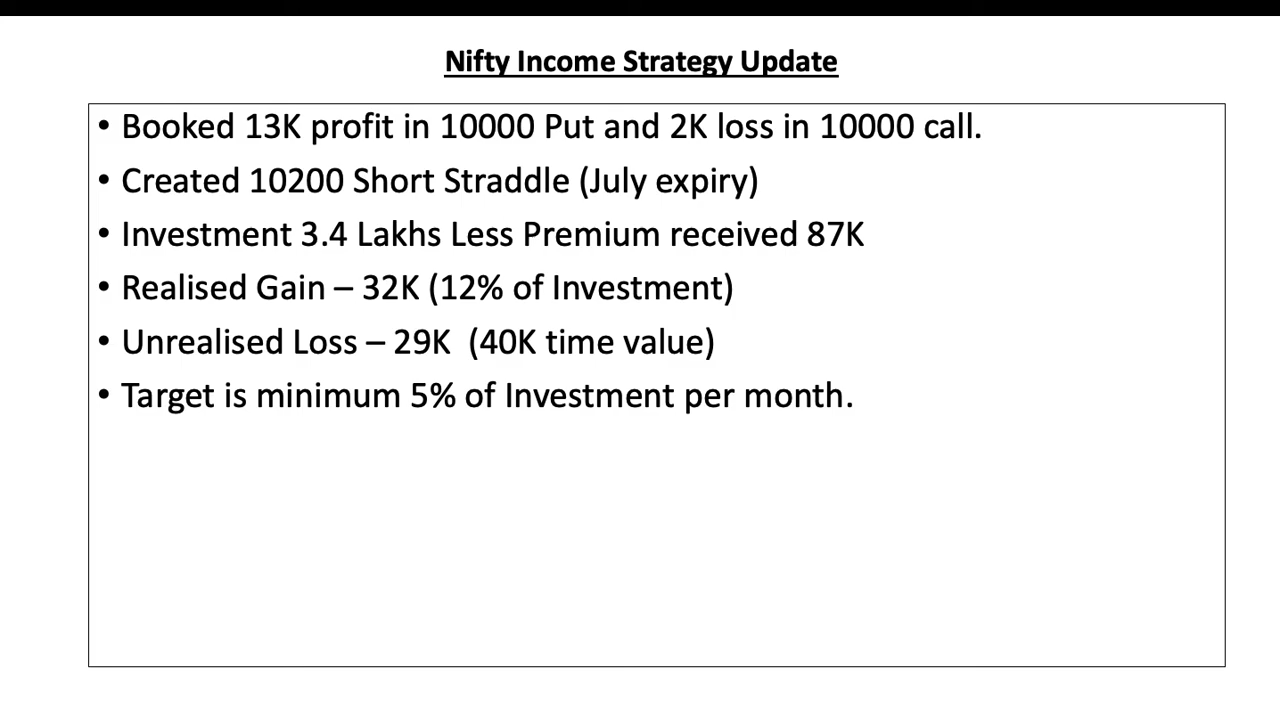 Nifty Income Strategy Update
• Booked 13K profit in 10000 Put and 2K loss in 10000 call.
• Created 10200 Short Straddle (July expiry)
• Investment 3.4 Lakhs Less Premium received 87K
• Realised Gain – 32K (12% of Investment)
• Unrealised Loss – 29K  (40K time value)
• Target is minimum 5% of Investment per month.